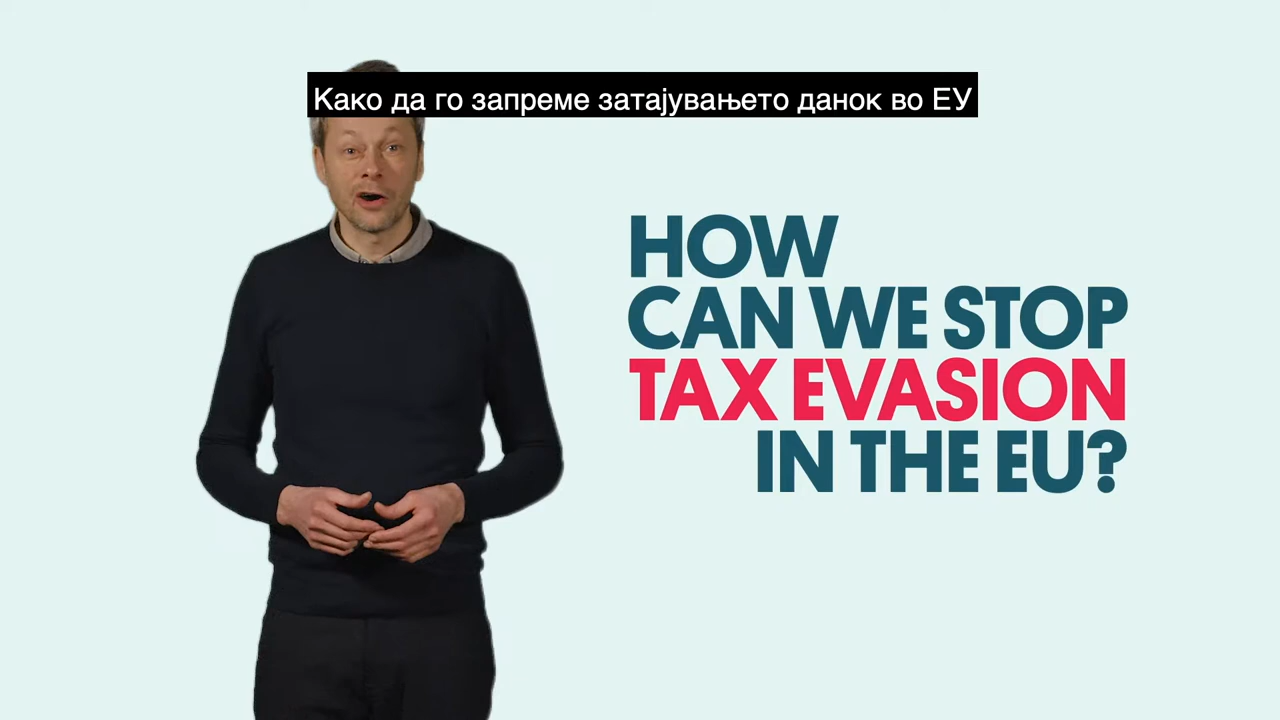 Како да го запреме затајувањето данок во ЕУ
HOW
CAN WE STOP
TAX EVASION
IN THE EU?